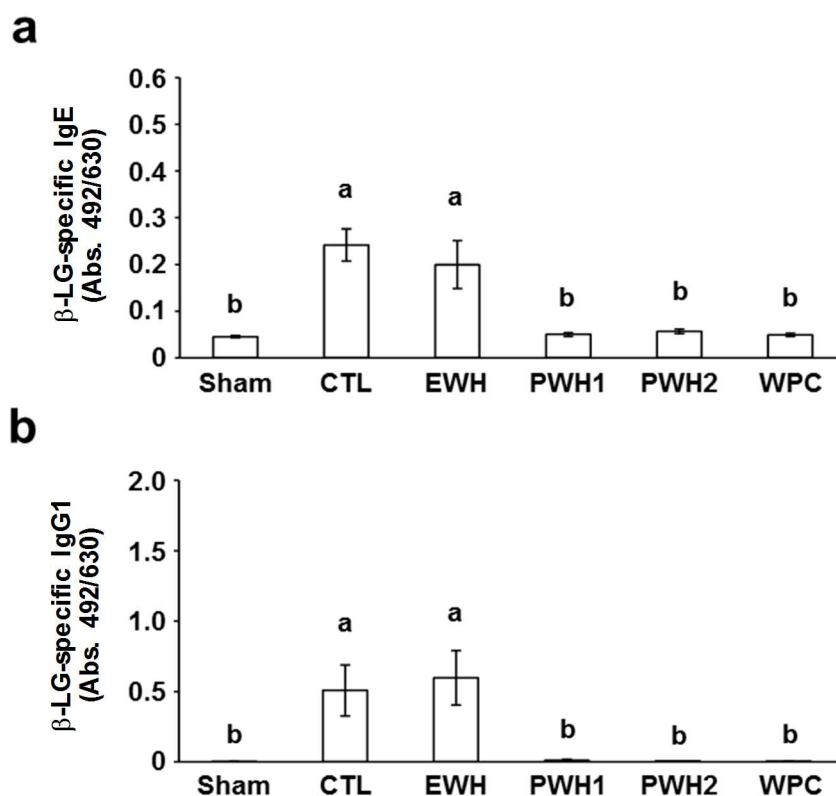 a
β-LG-specific IgE
(Abs. 492/630)
0.6
0.5
0.4
0.3
0.2
0.1
0
b
a
a
b
b
b
Sham CTL EWH PWH1 PWH2 WPC
b
β-LG-specific IgG1
(Abs. 492/630)
2.0
1.5
1.0
0.5
0
b
a
a
b
b
b
Sham CTL EWH PWH1 PWH2 WPC